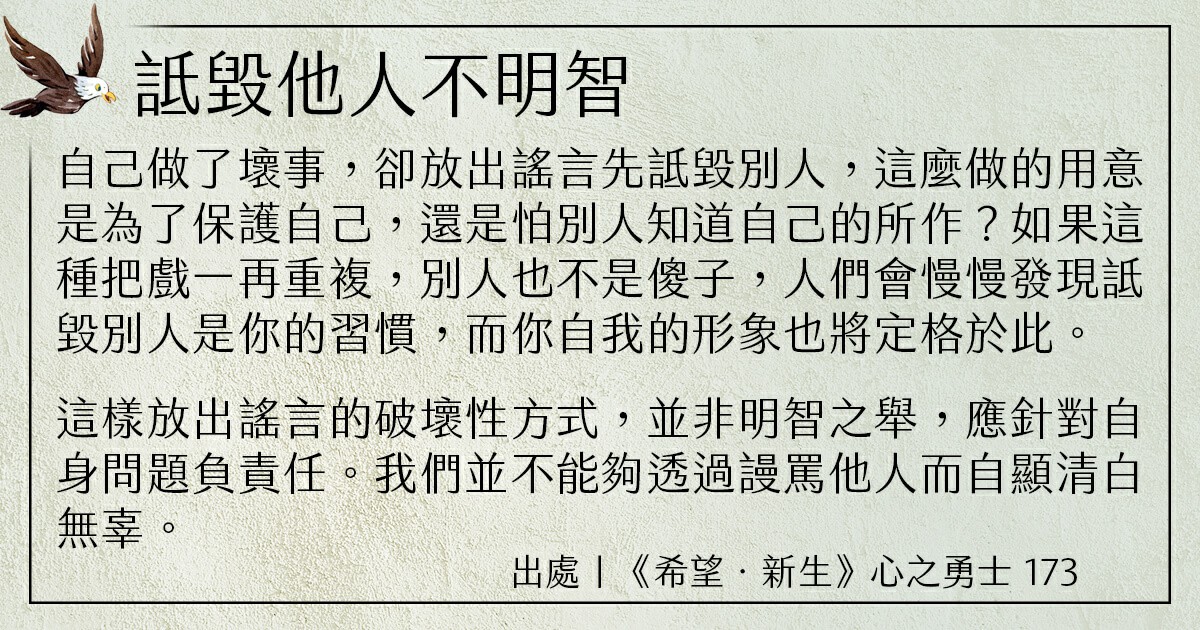 詆毀他人不明智
自己做了壞事，卻放出謠言先詆毀別人，這麼做的用意
是為了保護自己，還是怕別人知道自己的所作？如果這
種把戲一再重複，別人也不是傻子，人們會慢慢發現詆
毀別人是你的習慣，而你自我的形象也將定格於此。
這樣放出謠言的破壞性方式，並非明智之舉，應針對自
身問題負責任。我們並不能夠透過謾罵他人而自顯清白
無辜。
出處｜《希望．新生》心之勇士 173